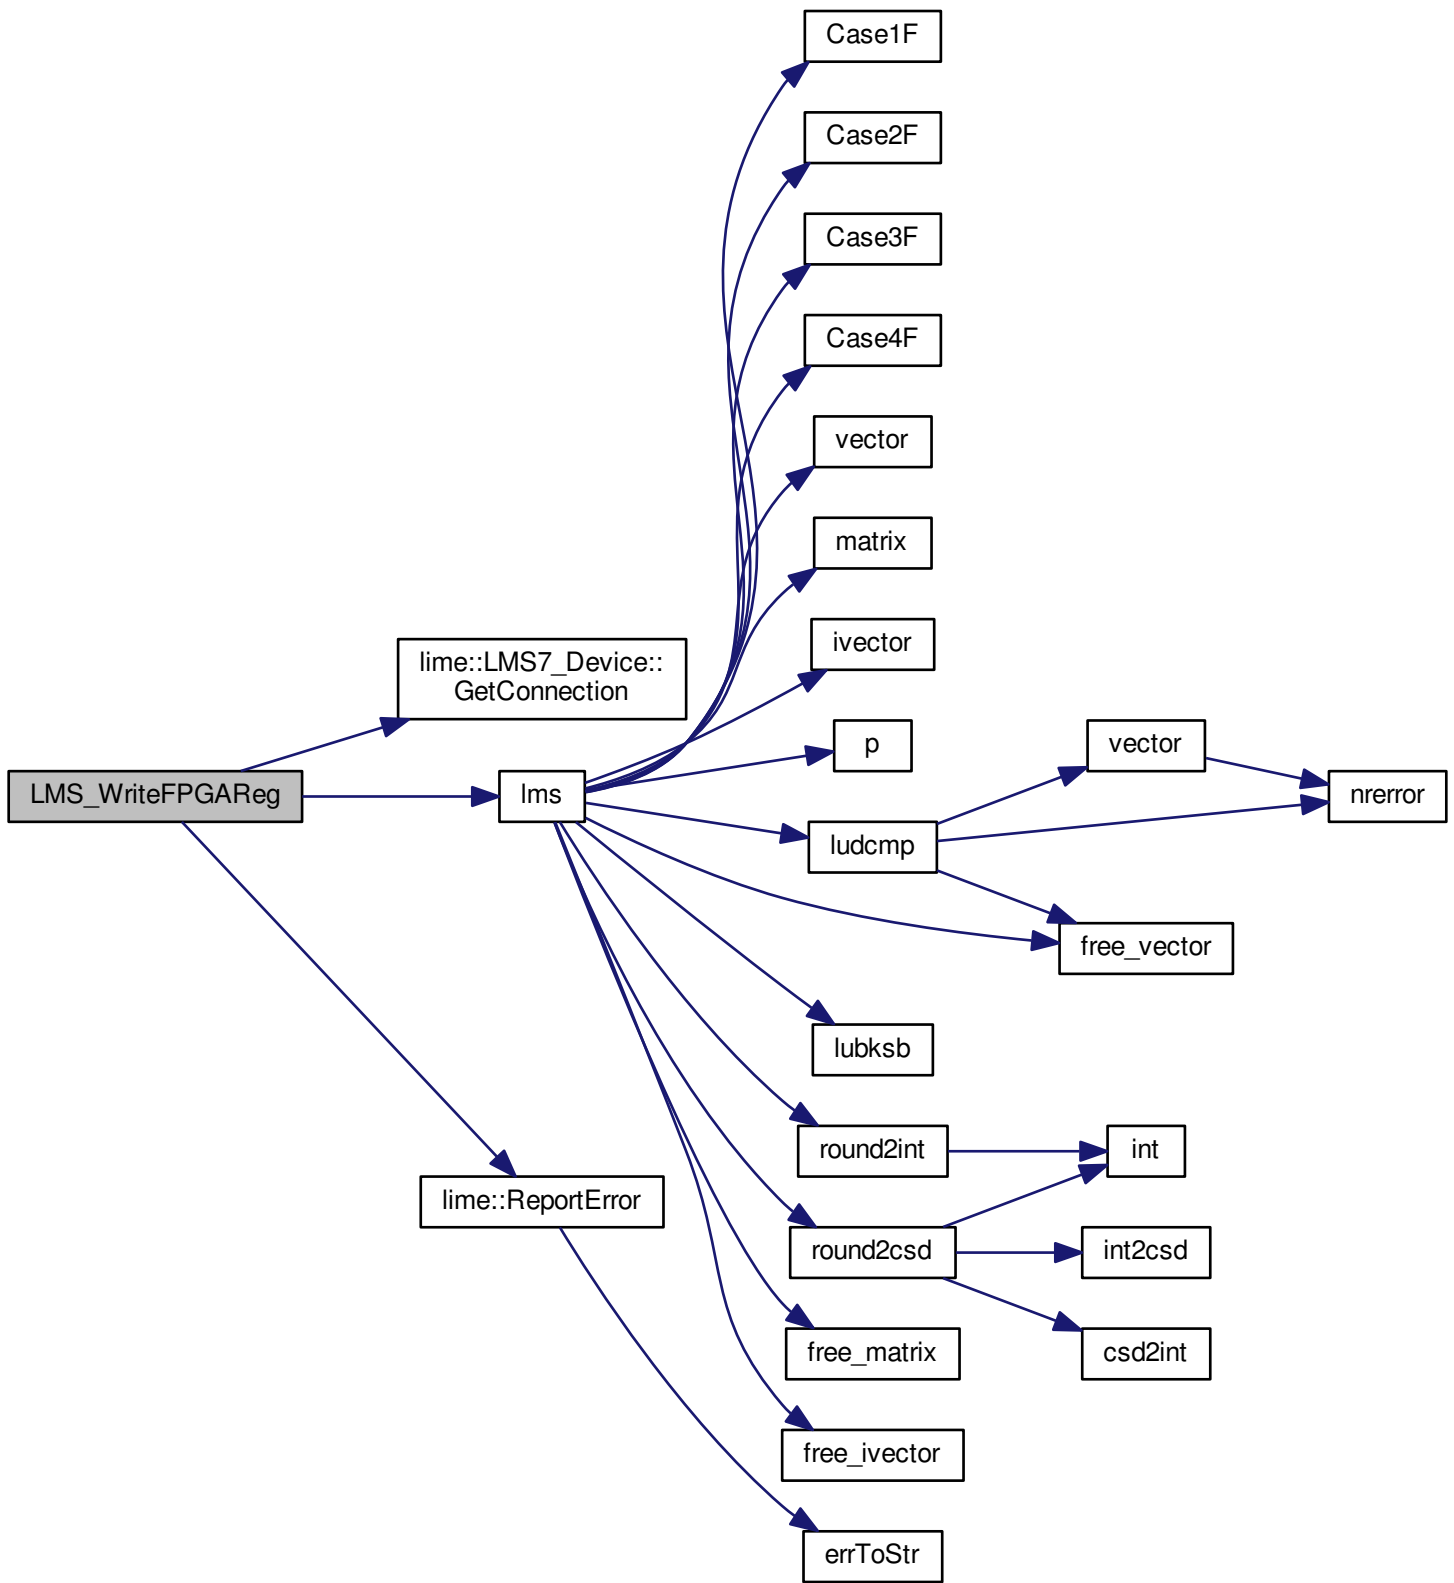 Case1F
Case2F
Case3F
Case4F
vector
matrix
ivector
lime::LMS7_Device::
GetConnection
p
vector
LMS_WriteFPGAReg
lms
nrerror
ludcmp
free_vector
lubksb
round2int
int
lime::ReportError
round2csd
int2csd
free_matrix
csd2int
free_ivector
errToStr